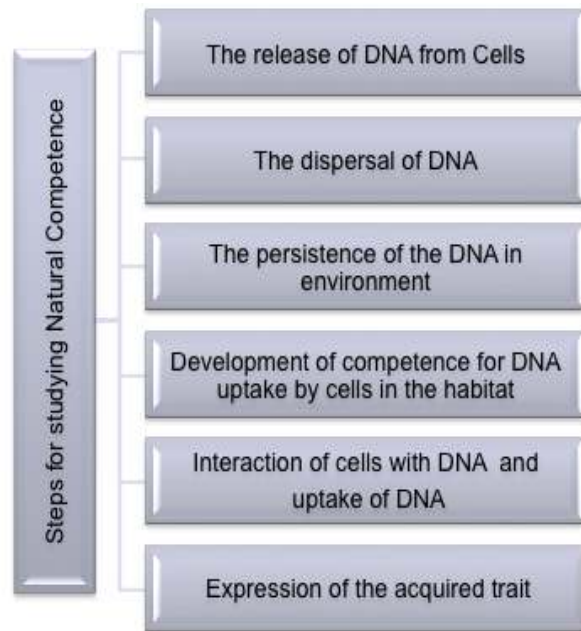 Steps for studying Natural Competence
The release of DNA from Cells
The dispersal of DNA
The persistence of the DNA in
environment
Development of competence for DNA
uptake by cells in the habitat
Interaction of cells with DNA and
uptake of DNA
Expression of the acquired trait